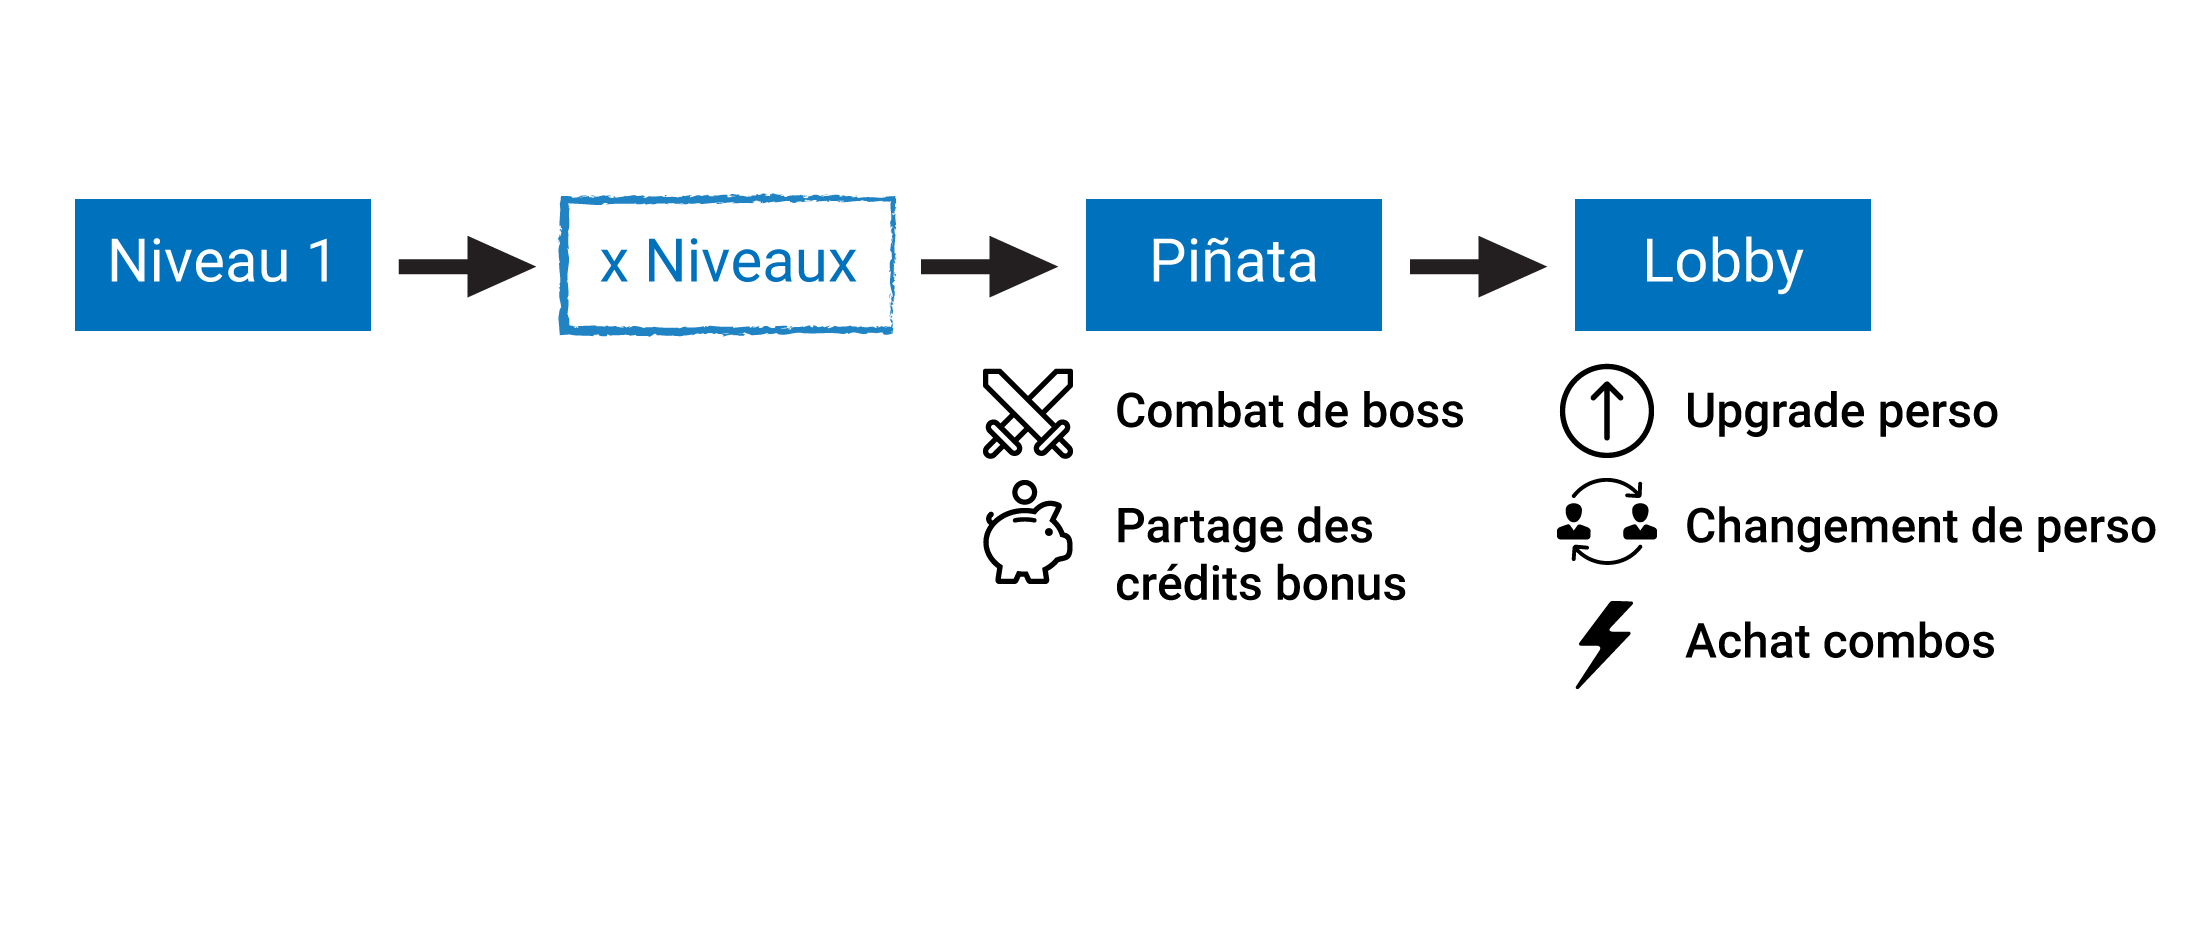 Niveau 1
x Niveaux
Piñata
Lobby
Combat de boss
Partage des
crédits bonus
Upgrade perso
Changement de perso
Achat combos